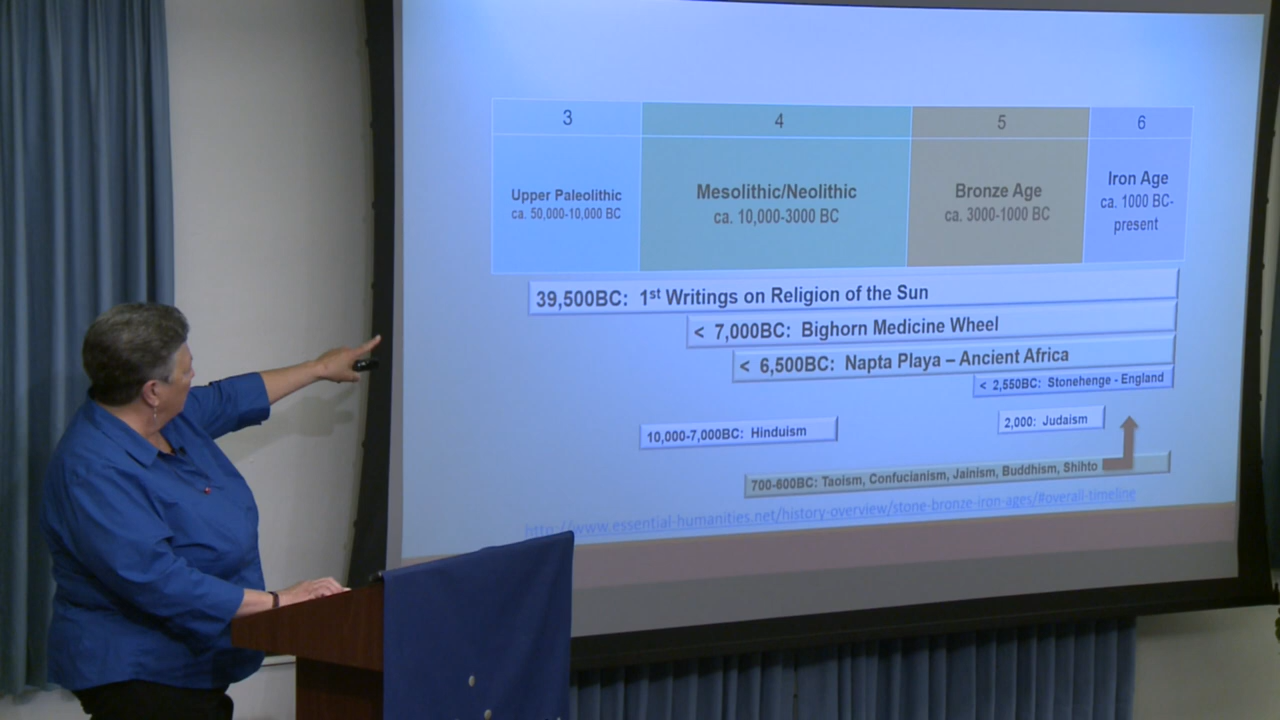 3 4 5 6
Upper Paleolithic
ca. 50,000-10,000 BC
Mesolithic/Neolithic
ca. 10,000-3000 BC
Bronze Age
ca. 3000-1000 BC
Iron Age
ca. 1000 BC-
present
39,500BC: 1st Writings on Religion of the Sun
< 7,000BC: Bighorn Medicine Wheel
< 6,500BC: Napta Playa – Ancient Africa
< 2,550BC: Stonehenge - England
10,000-7,000BC: Hinduism
2,000: Judaism
700-600BC: Taoism, Confucianism, Jainism, Buddhism, Shihto
http://www.essential-humanities.net/history-overview/stone-bronze-iron-ages/#overall-timeline